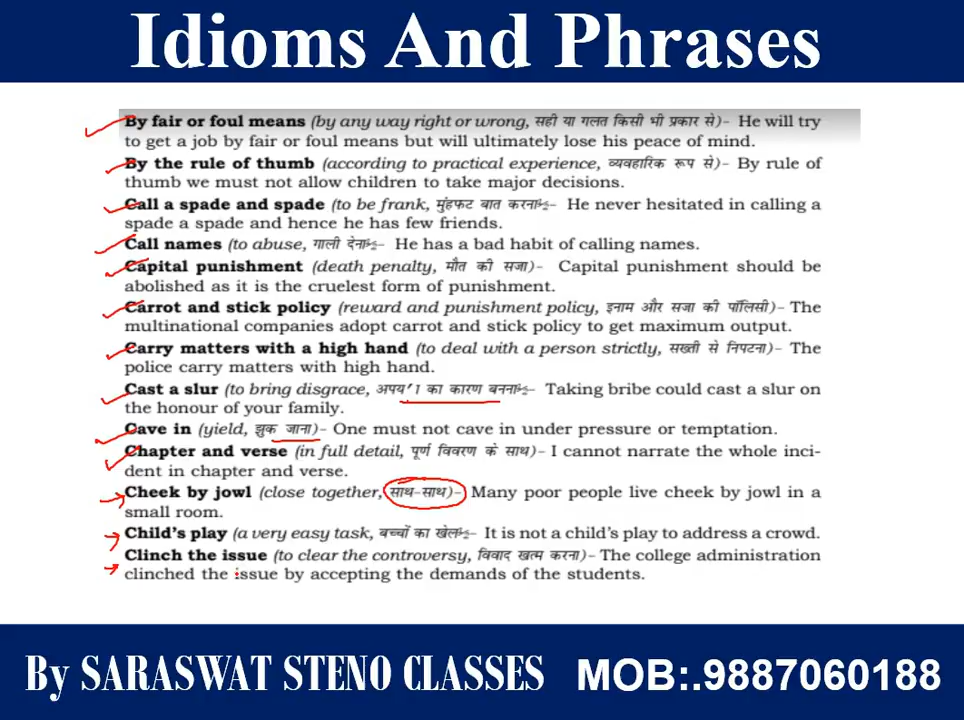 Idioms And Phrases
By fair or foul means (by any way right or wrong, सही या गलत किसी भी प्रकार से)- He will try
to get a job by fair or foul means but will ultimately lose his peace of mind.
By the rule of thumb (according to practical experience, व्यवहारिक रूप से)- By rule of
thumb we must not allow children to take major decisions.
Call a spade and spade (to be frank, मुंहफट बात करना)- He never hesitated in calling a
spade a spade and hence he has few friends.
Call names (to abuse, गाली देना)- He has a bad habit of calling names.
Capital punishment (death penalty, मौत की सजा)- Capital punishment should be
abolished as it is the cruelest form of punishment.
Carrot and stick policy (reward and punishment policy, इनाम और सजा की पॉलिसी)- The
multinational companies adopt carrot and stick policy to get maximum output.
Carry matters with a high hand (to deal with a person strictly, सख्ती से निपटना)- The
police carry matters with high hand.
Cast a slur (to bring disgrace, का कारण बनना)- Taking bribe could cast a slur on
the honour of your family.
Cave in (yield, झुक जाना)- One must not cave in under pressure or temptation.
Chapter and verse (in full detail, पूर्ण विवरण के साथ)- I cannot narrate the whole inci-
dent in chapter and verse.
Cheek by jowl (close together, साथ-साथ)- Many poor people live cheek by jowl in a
small room.
Child's play (a very easy task, बच्चों का खेल)- It is not a child's play to address a crowd.
Clinch the issue (to clear the controversy, विवाद खत्म करना)- The college administration
clinched the issue by accepting the demands of the students.
By SARASWAT STENO CLASSES MOB:.9887060188